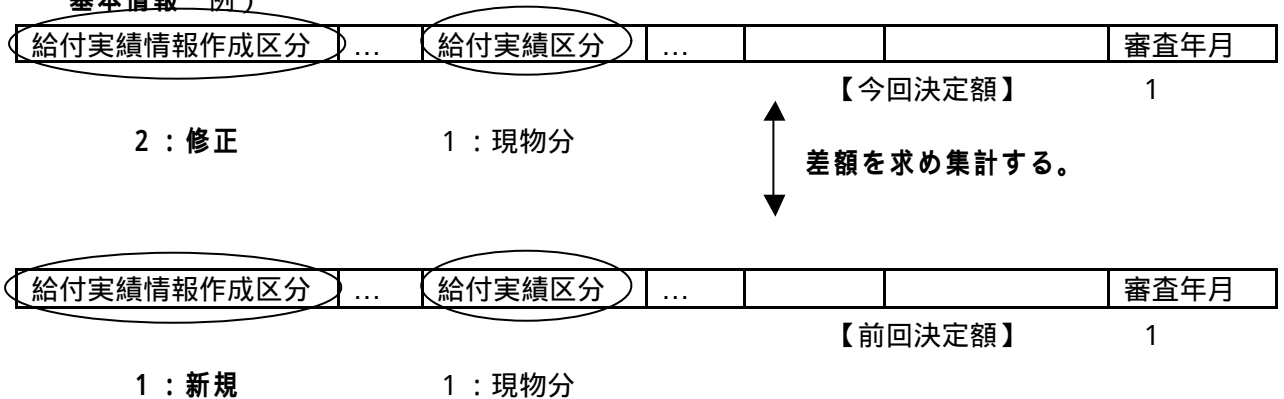 基本情報 例)
給付実績情報作成区分 … 給付実績区分 … 審査年月
【今回決定額】 1
2:修正 1:現物分
差額を求め集計する。
給付実績情報作成区分 … 給付実績区分 … 審査年月
【前回決定額】 1
1:新規 1:現物分